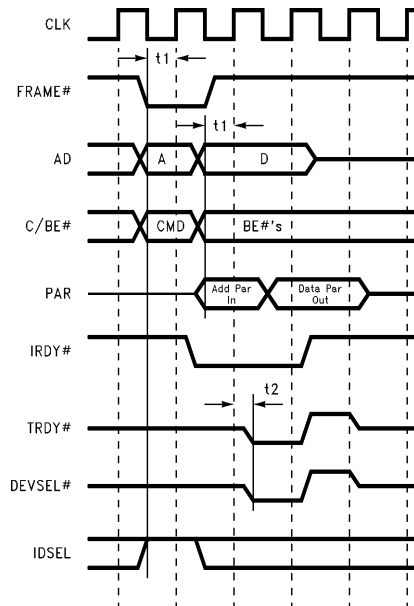 CLK
t1
FRAME#
t1
AD
A
D
C/BE#
CMD
BE#'s
PAR
Add Par
In
Data Par
Out
IRDY#
t2
TRDY#
DEVSEL#
IDSEL